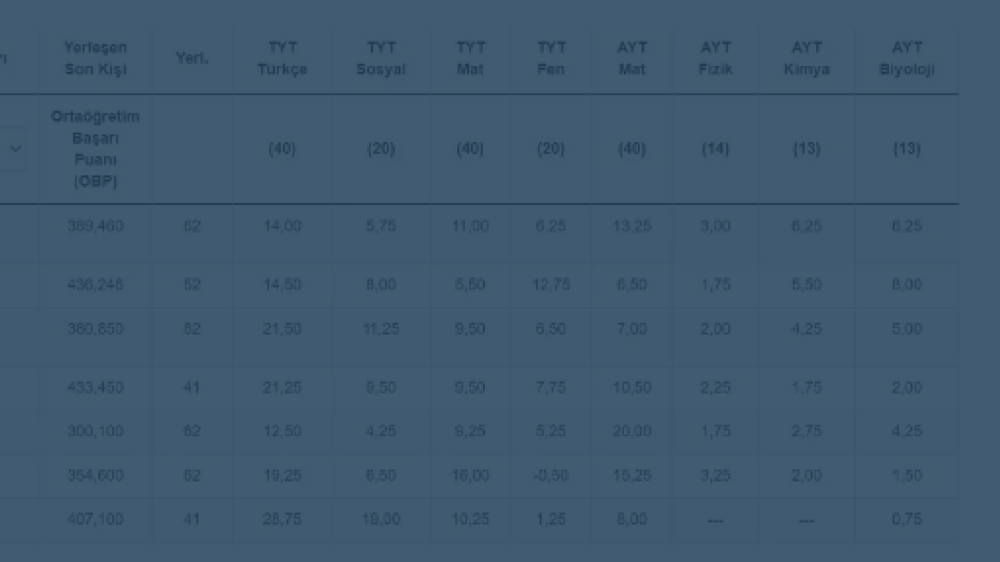 Yerleşen
Son Kişi
Yerl.
TYT
Türkçe
TYT
Sosyal
TYT
Mat
TYT
Fen
AYT
Mat
AYT
Fizik
AYT
Kimya
AYT
Biyoloji
Ortaöğretim
Başarı
Puanı
(OBP)
(40)
(20)
(40)
(20)
(40)
(14)
(13)
(13)
389,460 62 14,00 5,75 11,00 6,25 13,25 3,00 6,25 6,25
436,246 52 14,50 8,00 5,50 12,75 6,50 1,75 5,50 8,00
380,850 82 21,50 11,25 9,50 6,50 7,00 2,00 4,25 5,00
433,450 41 21,25 9,50 9,50 7,75 10,50 2,25 1,75 2,00
300,100 62 12,50 4,25 9,25 5,25 20,00 1,75 2,75 4,25
354,600 62 19,25 6,50 16,00 -0,50 15,25 3,25 2,00 1,50
407,100 41 28,75 19,00 10,25 1,25 8,00 --- --- 0,75